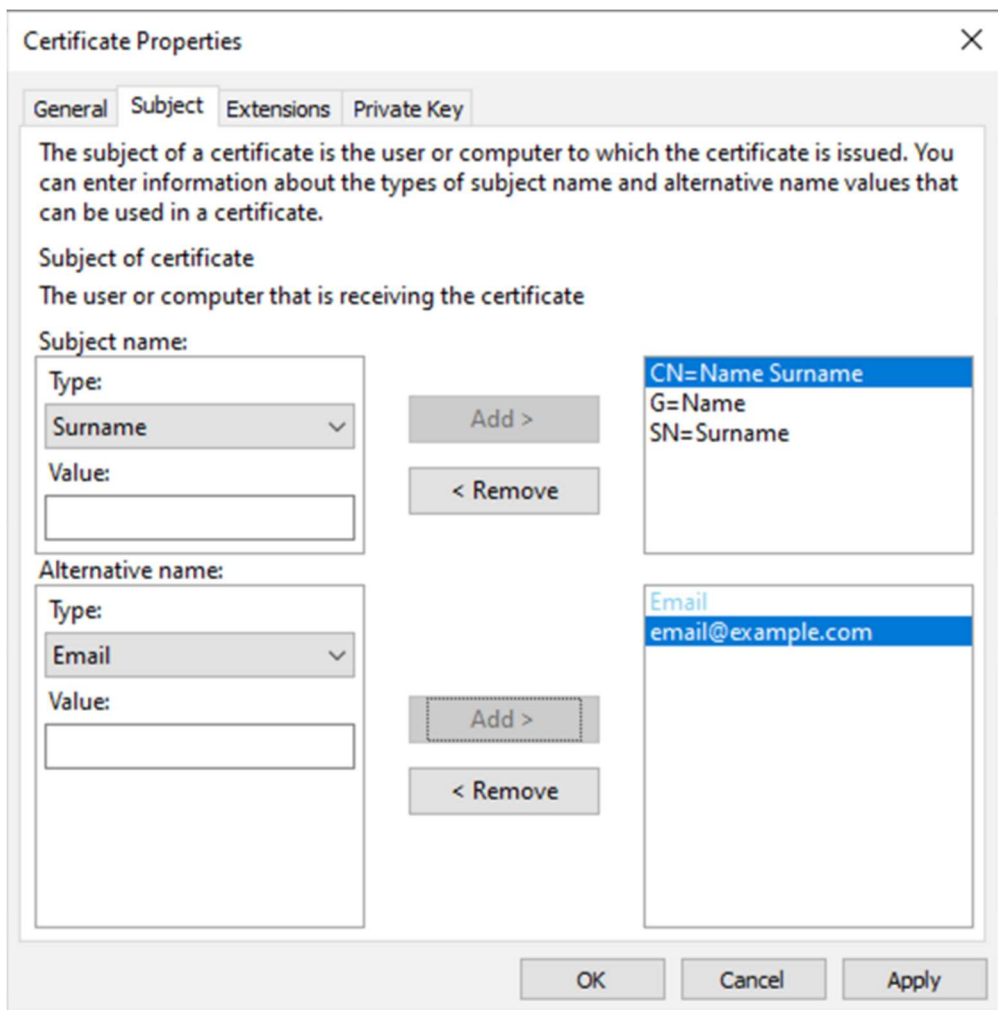 Certificate Properties
General Subject Extensions Private Key
The subject of a certificate is the user or computer to which the certificate is issued. You
can enter information about the types of subject name and alternative name values that
can be used in a certificate.
Subject of certificate
The user or computer that is receiving the certificate
Subject name:
Type:
Surname
Value:
Add >
< Remove
CN=Name Surname
G=Name
SN=Surname
Alternative name:
Type:
Email
Value:
Add >
< Remove
Email
email@example.com
OK Cancel Apply